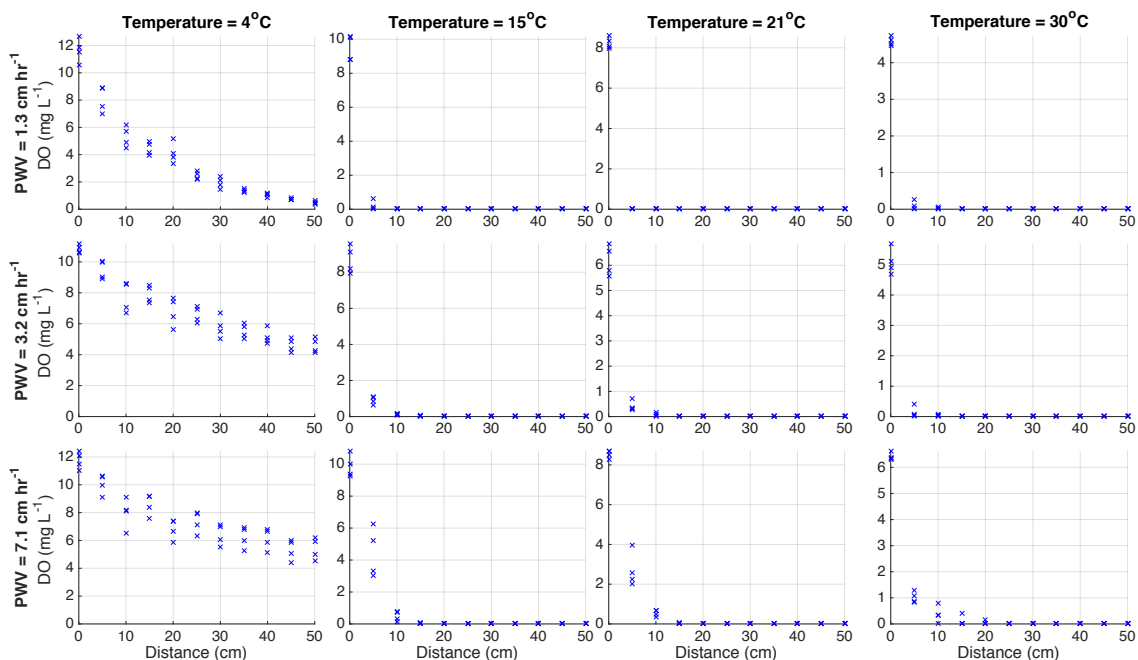 Temperature = 4°C Temperature = 15°C Temperature = 21°C Temperature = 30°C
PWV = 1.3 cm hr⁻¹
DO (mg L⁻¹)
12 10 8 6 4 2 0
10 8 6 4 2 0
8 6 4 2 0
4 3 2 1 0
0 10 20 30 40 50
0 10 20 30 40 50
0 10 20 30 40 50
0 10 20 30 40 50
PWV = 3.2 cm hr⁻¹
DO (mg L⁻¹)
10 8 6 4 2 0
8 6 4 2 0
6 5 4 3 2 1 0
5 4 3 2 1 0
0 10 20 30 40 50
0 10 20 30 40 50
0 10 20 30 40 50
0 10 20 30 40 50
PWV = 7.1 cm hr⁻¹
DO (mg L⁻¹)
12 10 8 6 4 2 0
10 8 6 4 2 0
8 6 4 2 0
6 5 4 3 2 1 0
0 10 20 30 40 50
0 10 20 30 40 50
0 10 20 30 40 50
0 10 20 30 40 50
Distance (cm) Distance (cm) Distance (cm) Distance (cm)